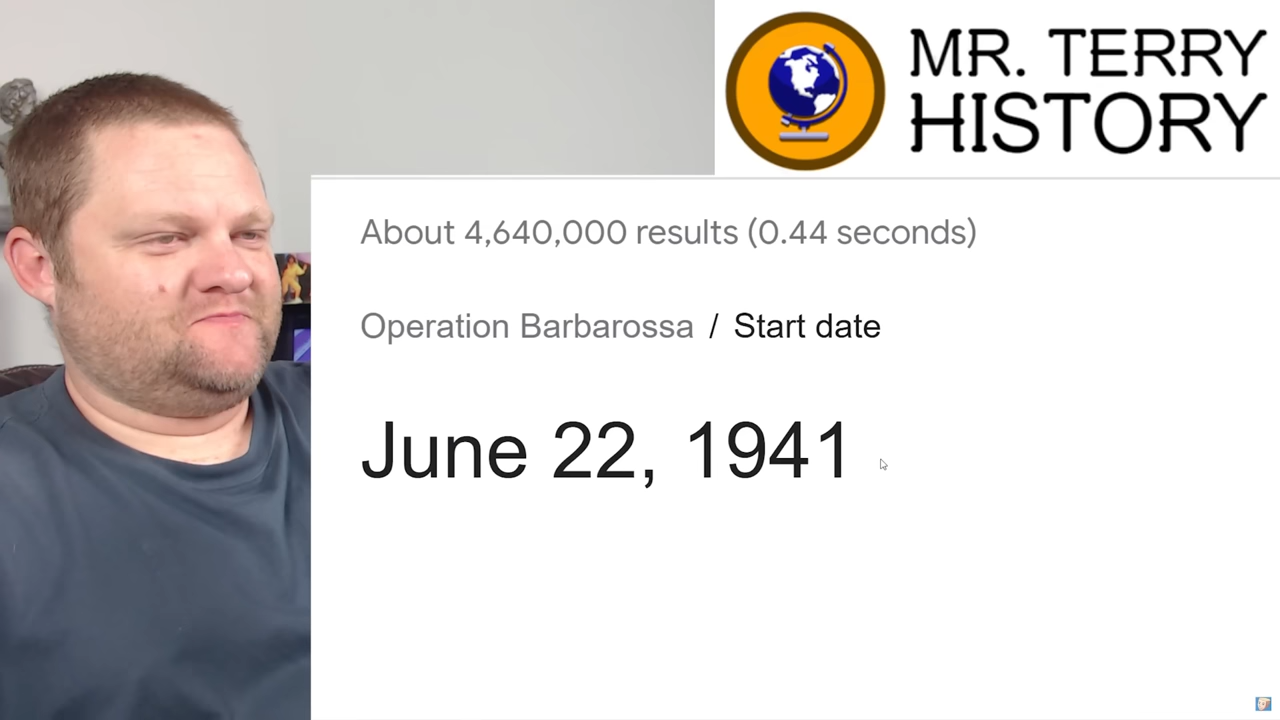 MR. TERRY
HISTORY
About 4,640,000 results (0.44 seconds)
Operation Barbarossa / Start date
June 22, 1941